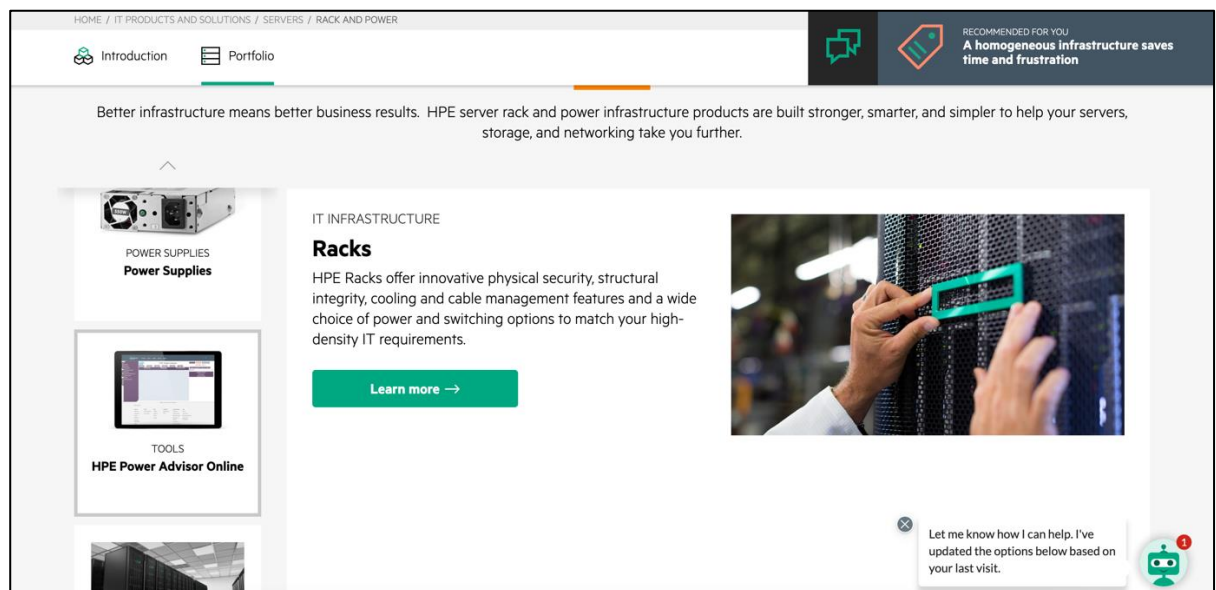 HOME / IT PRODUCTS AND SOLUTIONS / SERVERS / RACK AND POWER
Introduction
Portfolio
RECOMMENDED FOR YOU
A homogeneous infrastructure saves
time and frustration
Better infrastructure means better business results. HPE server rack and power infrastructure products are built stronger, smarter, and simpler to help your servers,
storage, and networking take you further.
POWER SUPPLIES
Power Supplies
TOOLS
HPE Power Advisor Online
IT INFRASTRUCTURE
Racks
HPE Racks offer innovative physical security, structural
integrity, cooling and cable management features and a wide
choice of power and switching options to match your high-
density IT requirements.
Learn more →
Let me know how I can help. I've
updated the options below based on
your last visit.
1